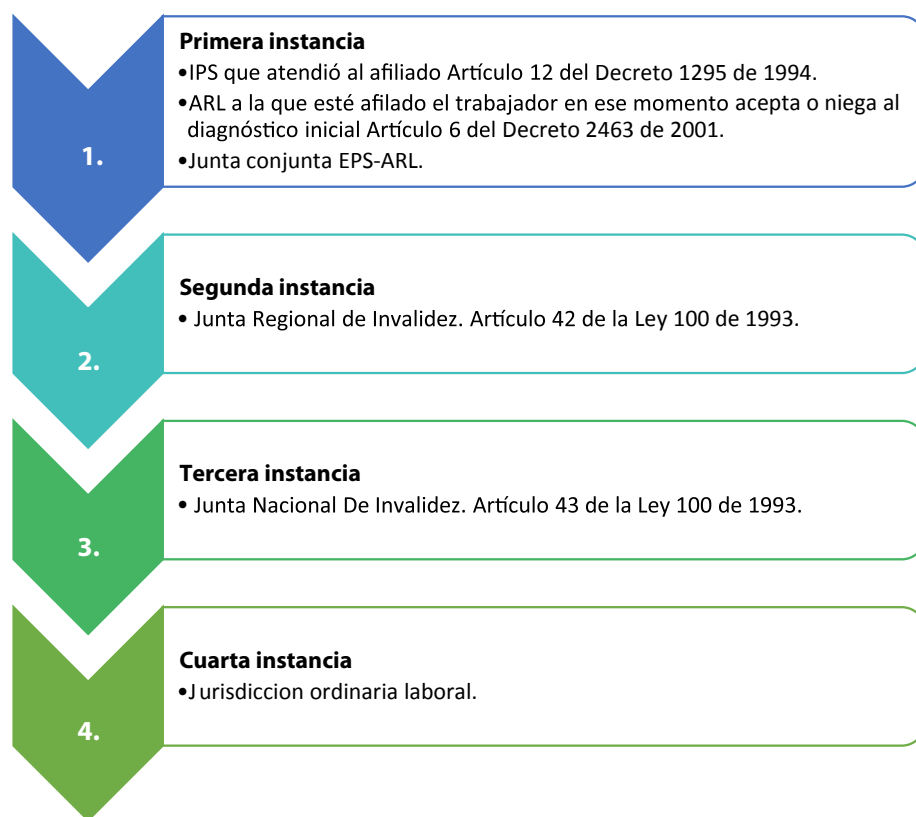 Primera instancia
•IPS que atendió al afiliado Artículo 12 del Decreto 1295 de 1994.
•ARL a la que esté afilado el trabajador en ese momento acepta o niega al
diagnóstico inicial Artículo 6 del Decreto 2463 de 2001.
•Junta conjunta EPS-ARL.
1.
Segunda instancia
• Junta Regional de Invalidez. Artículo 42 de la Ley 100 de 1993.
2.
Tercera instancia
• Junta Nacional De Invalidez. Artículo 43 de la Ley 100 de 1993.
3.
Cuarta instancia
•Jurisdiccion ordinaria laboral.
4.